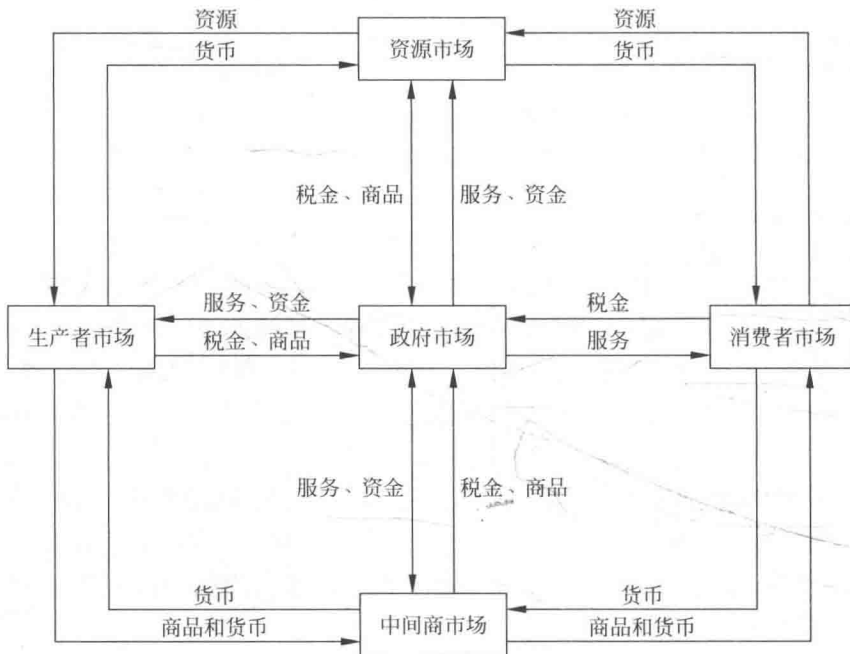 资源
资源
货币
资源市场
货币
税金、商品
服务、资金
服务、资金
税金
生产者市场
政府市场
消费者市场
税金、商品
服务
服务、资金
税金、商品
货币
货币
商品和货币
中间商市场
商品和货币